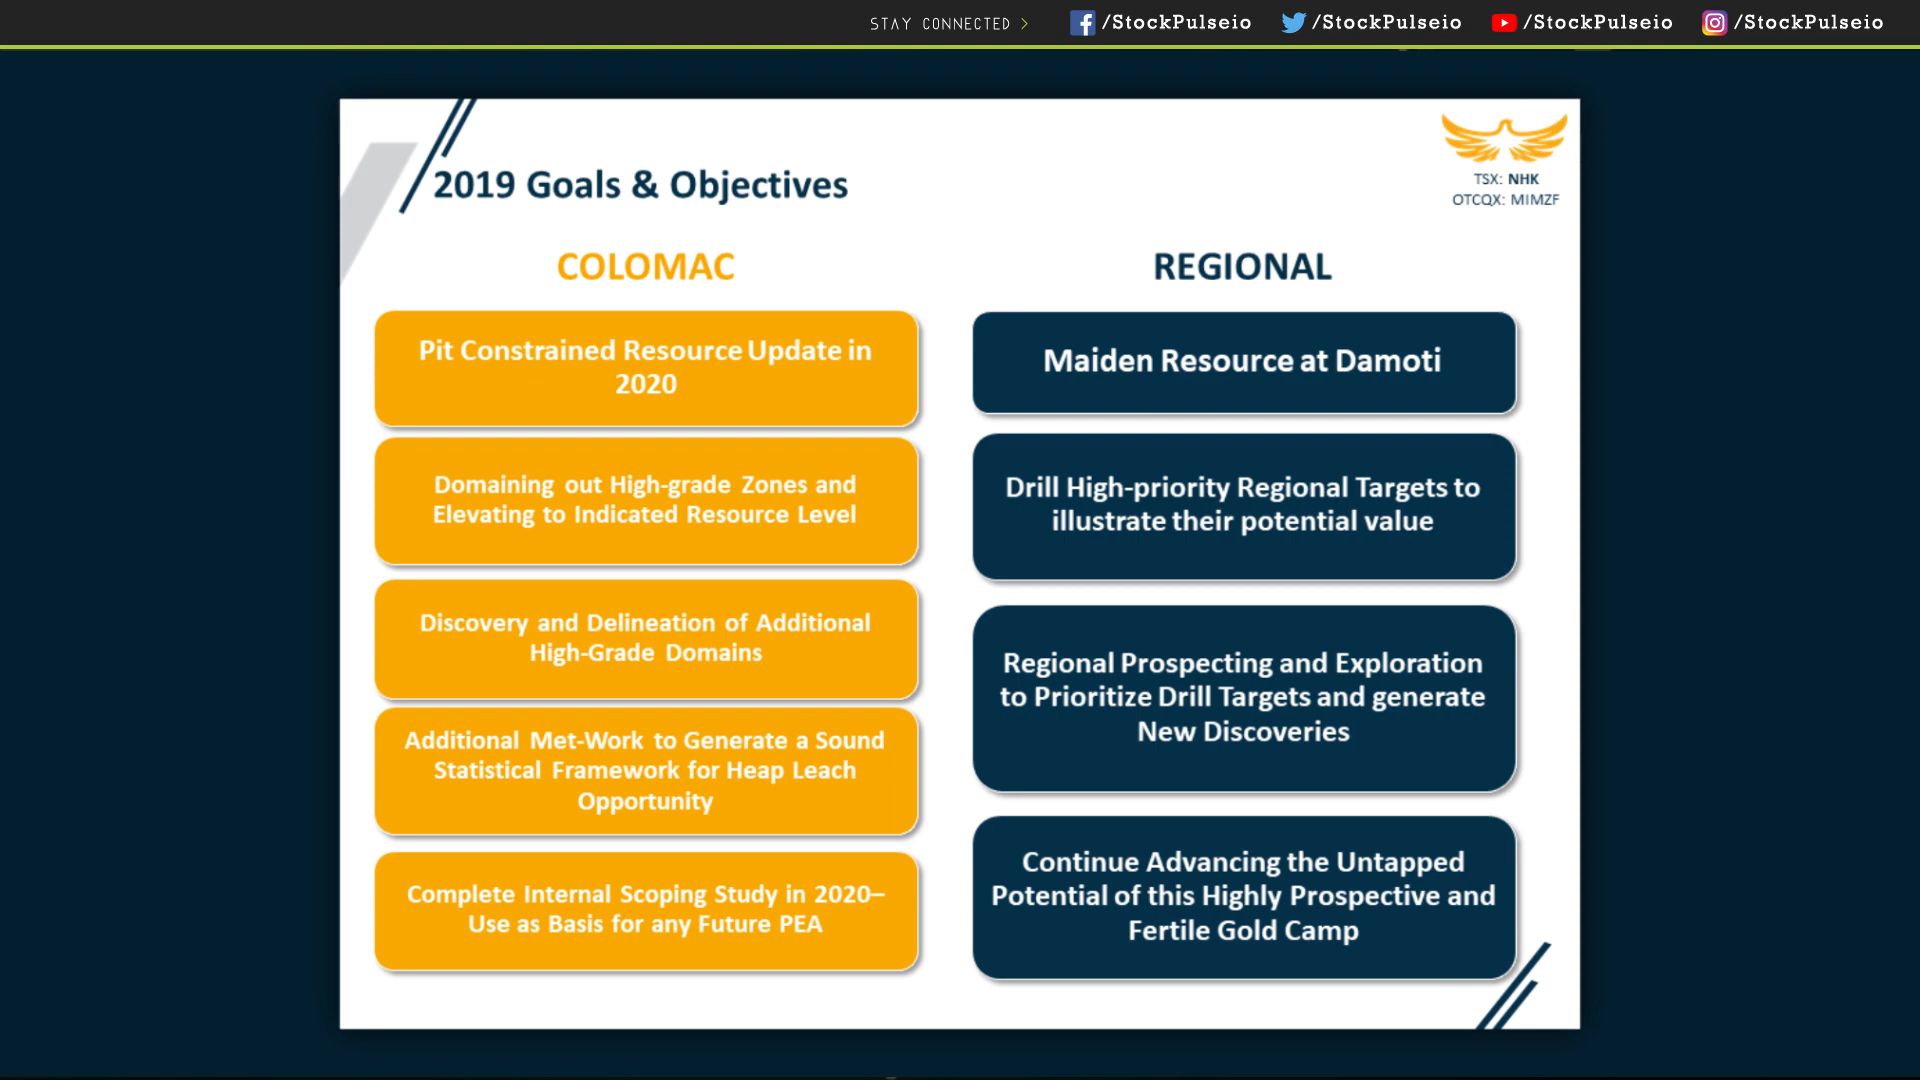 STAY CONNECTED > /StockPulseio /StockPulseio /StockPulseio /StockPulseio
2019 Goals & Objectives
TSX: NHK
OTCQX: MIMZF
COLOMAC
Pit Constrained Resource Update in
2020
Domaining out High-grade Zones and
Elevating to Indicated Resource Level
Discovery and Delineation of Additional
High-Grade Domains
Additional Met-Work to Generate a Sound
Statistical Framework for Heap Leach
Opportunity
Complete Internal Scoping Study in 2020–
Use as Basis for any Future PEA
REGIONAL
Maiden Resource at Damoti
Drill High-priority Regional Targets to
illustrate their potential value
Regional Prospecting and Exploration
to Prioritize Drill Targets and generate
New Discoveries
Continue Advancing the Untapped
Potential of this Highly Prospective and
Fertile Gold Camp